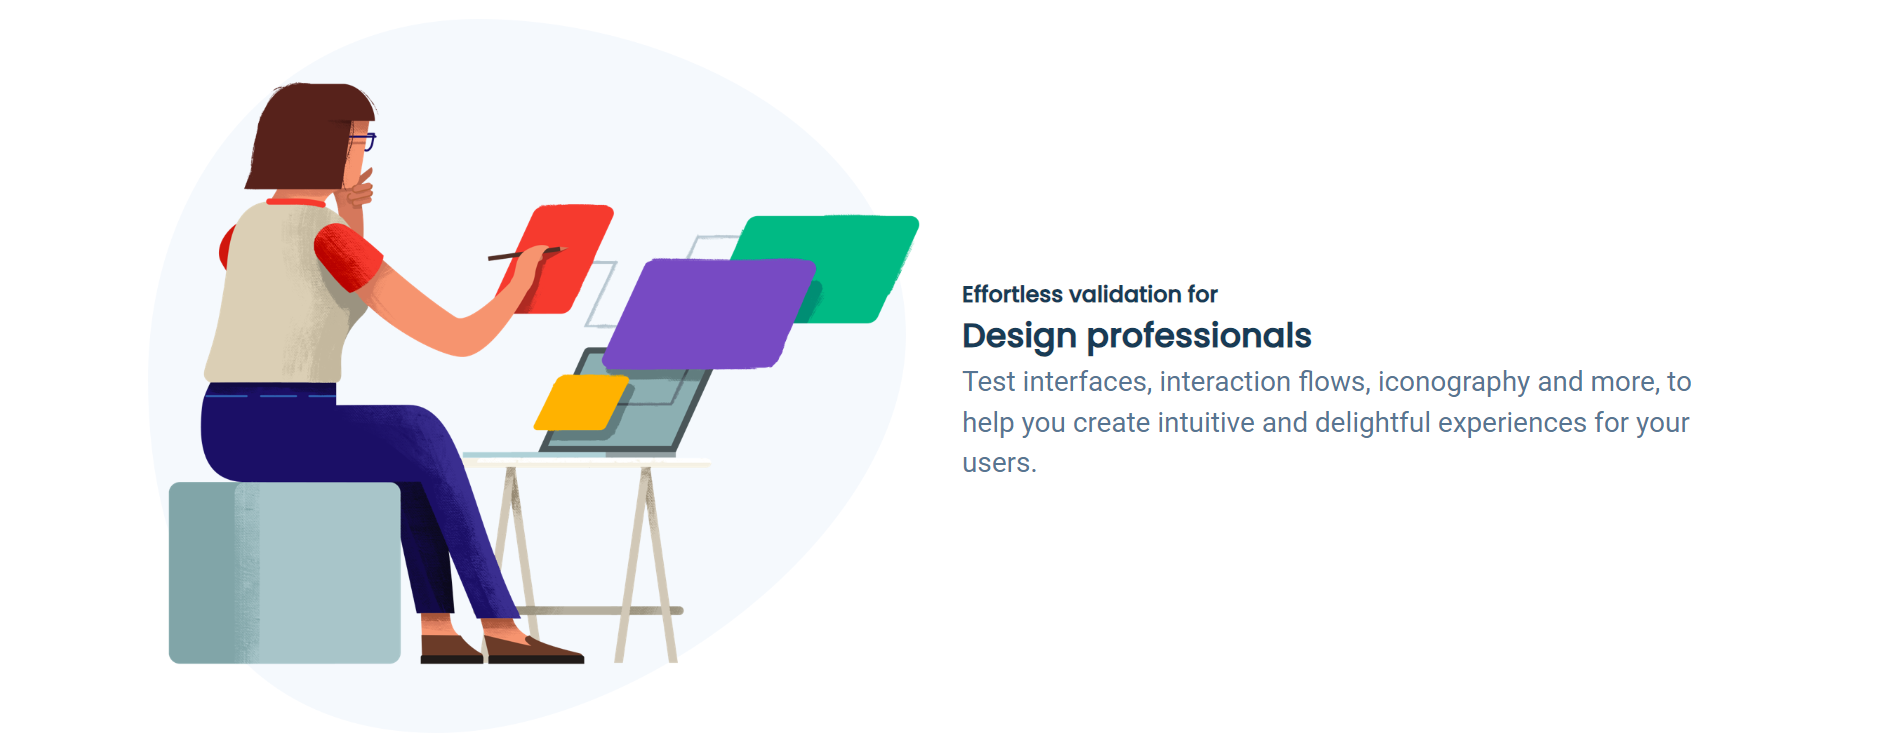 Effortless validation for
Design professionals
Test interfaces, interaction flows, iconography and more, to
help you create intuitive and delightful experiences for your
users.